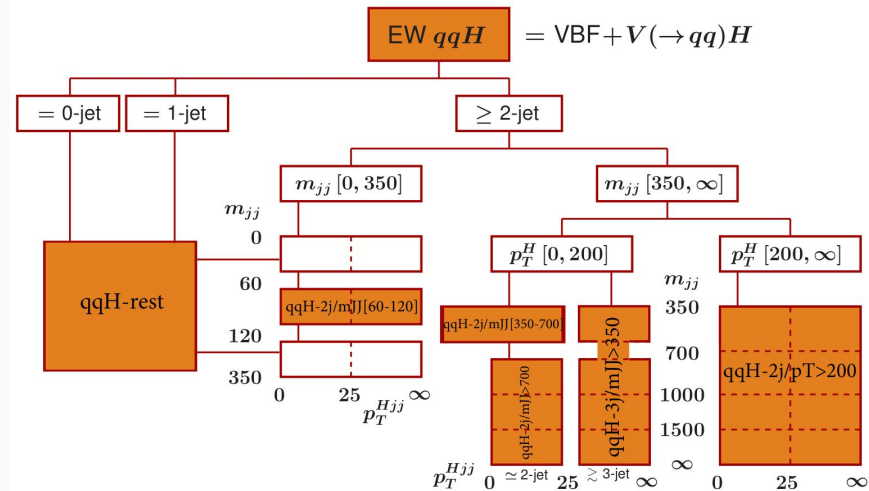 EW qqH = VBF + V(→ qq)H
= 0-jet
= 1-jet
≥ 2-jet
m_jj [0, 350]
m_jj [350, ∞]
m_jj
0
60
120
350
p_T^H [0, 200]
p_T^H [200, ∞]
qqH-rest
qqH-2j/mJJ[60-120]
0 25 ∞
p_T^Hjj
qqH-2j/mJJ[350-700]
qqH-2j/mJJ>700
qqH-3j/mJJ>350
m_jj
350
700
1000
1500
∞
qqH-2j/pT>200
p_T^Hjj 0 ≃ 2-jet 25 ≳ 3-jet ∞
0 25 ∞